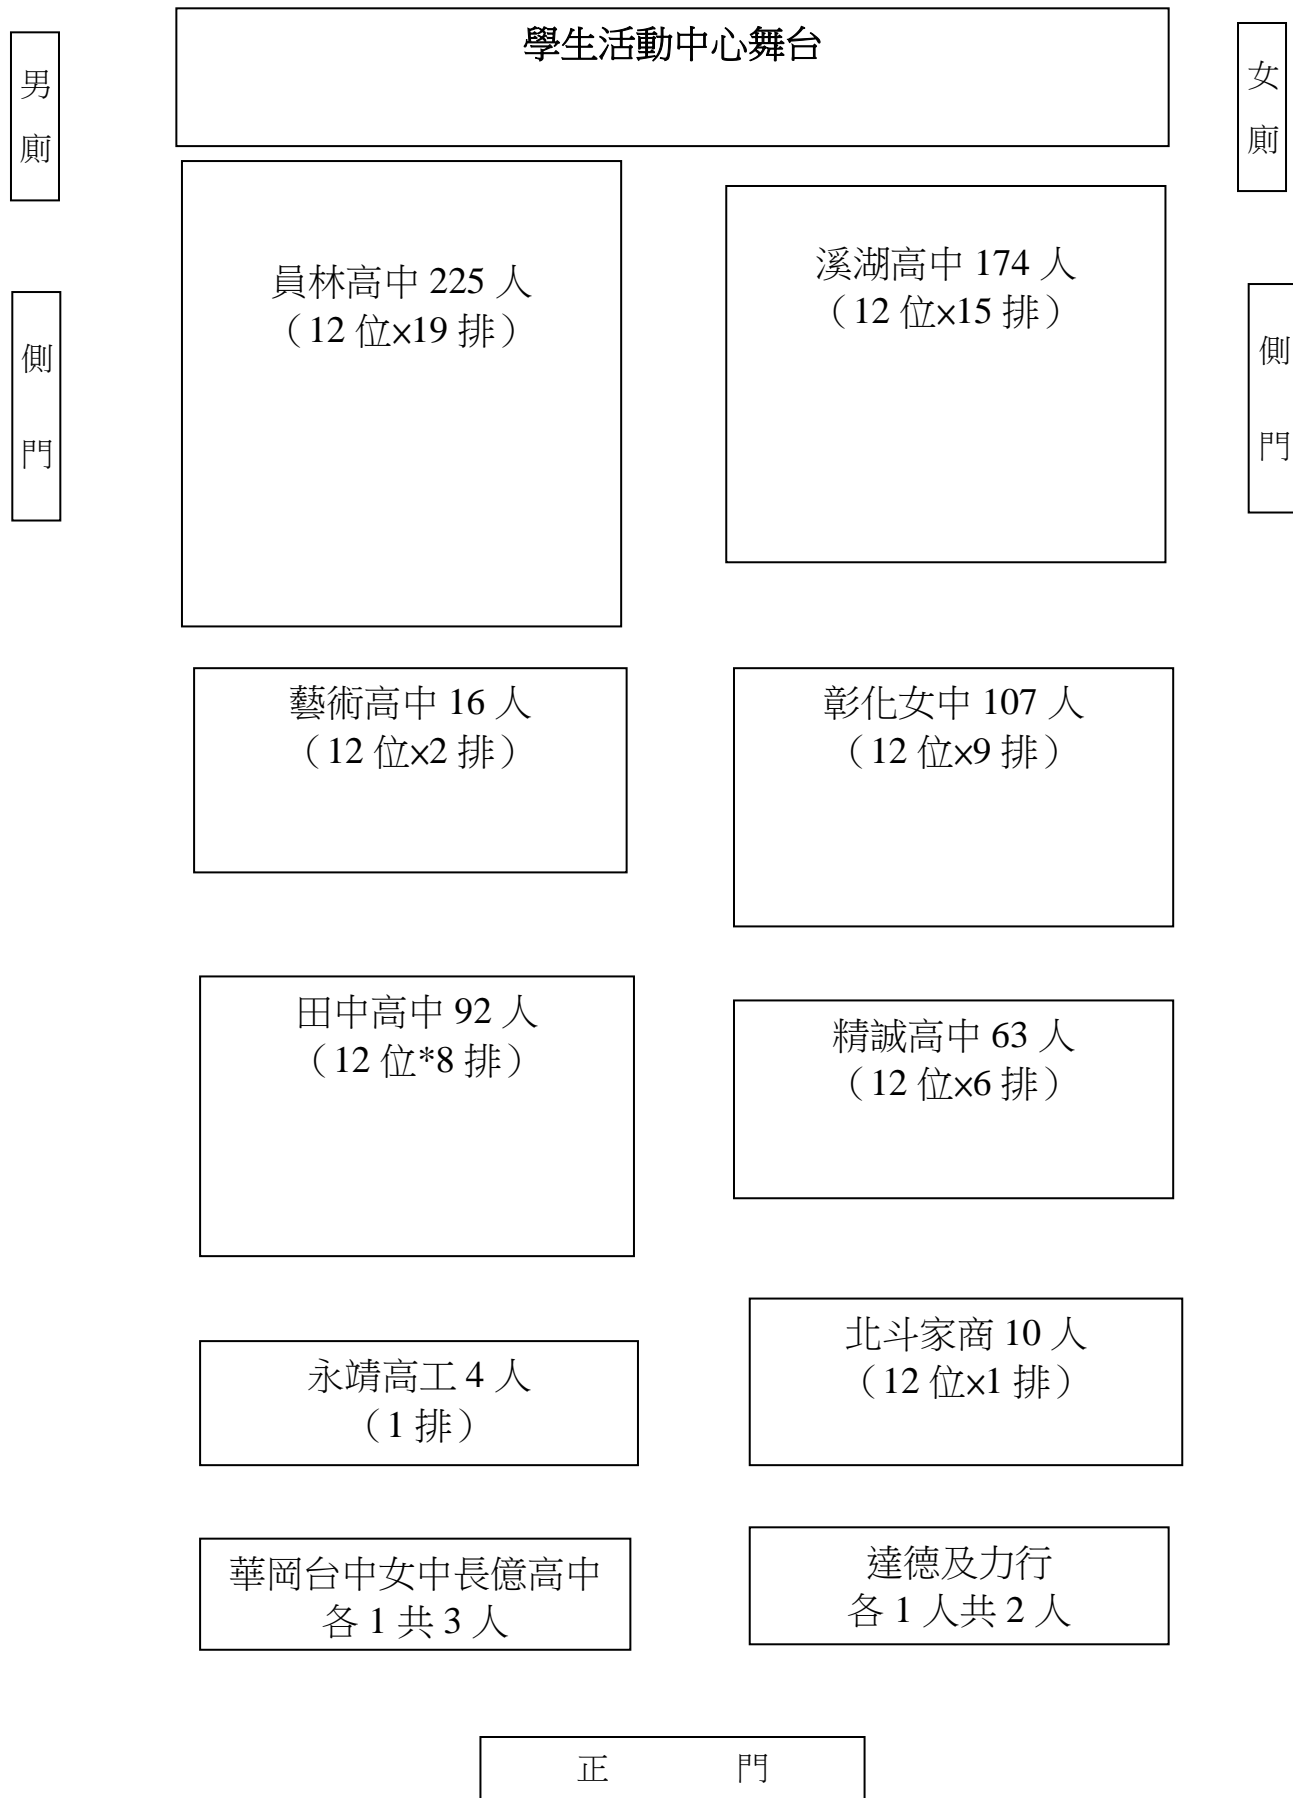 學生活動中心舞台
男廁
女廁
員林高中 225 人
（12 位×19 排）
溪湖高中 174 人
（12 位×15 排）
側門
側門
藝術高中 16 人
（12 位×2 排）
彰化女中 107 人
（12 位×9 排）
田中高中 92 人
（12 位*8 排）
精誠高中 63 人
（12 位×6 排）
永靖高工 4 人
（1 排）
北斗家商 10 人
（12 位×1 排）
華岡台中女中長億高中
各 1 共 3 人
達德及力行
各 1 人共 2 人
正 門